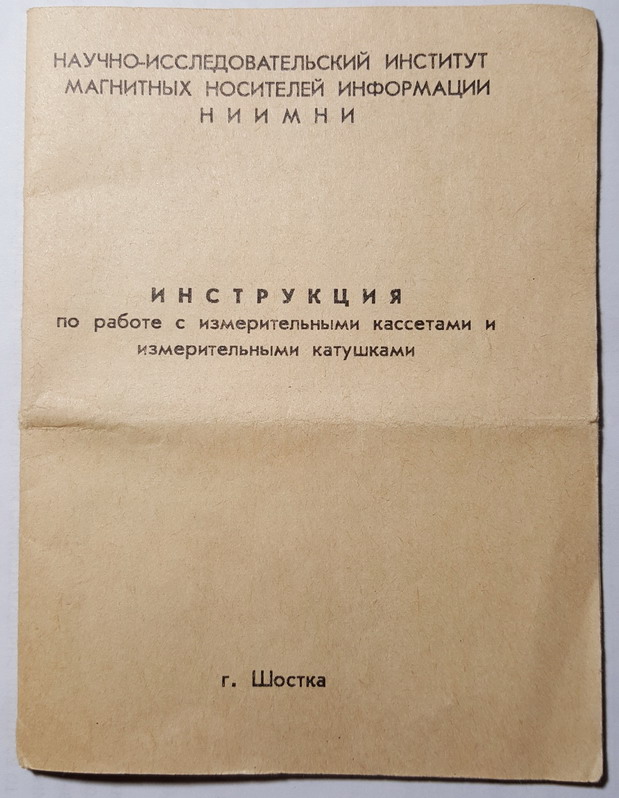 НАУЧНО-ИССЛЕДОВАТЕЛЬСКИЙ ИНСТИТУТ
МАГНИТНЫХ НОСИТЕЛЕЙ ИНФОРМАЦИИ
Н И И М Н И
И Н С Т Р У К Ц И Я
по работе с измерительными кассетами и
измерительными катушками
г. Шостка